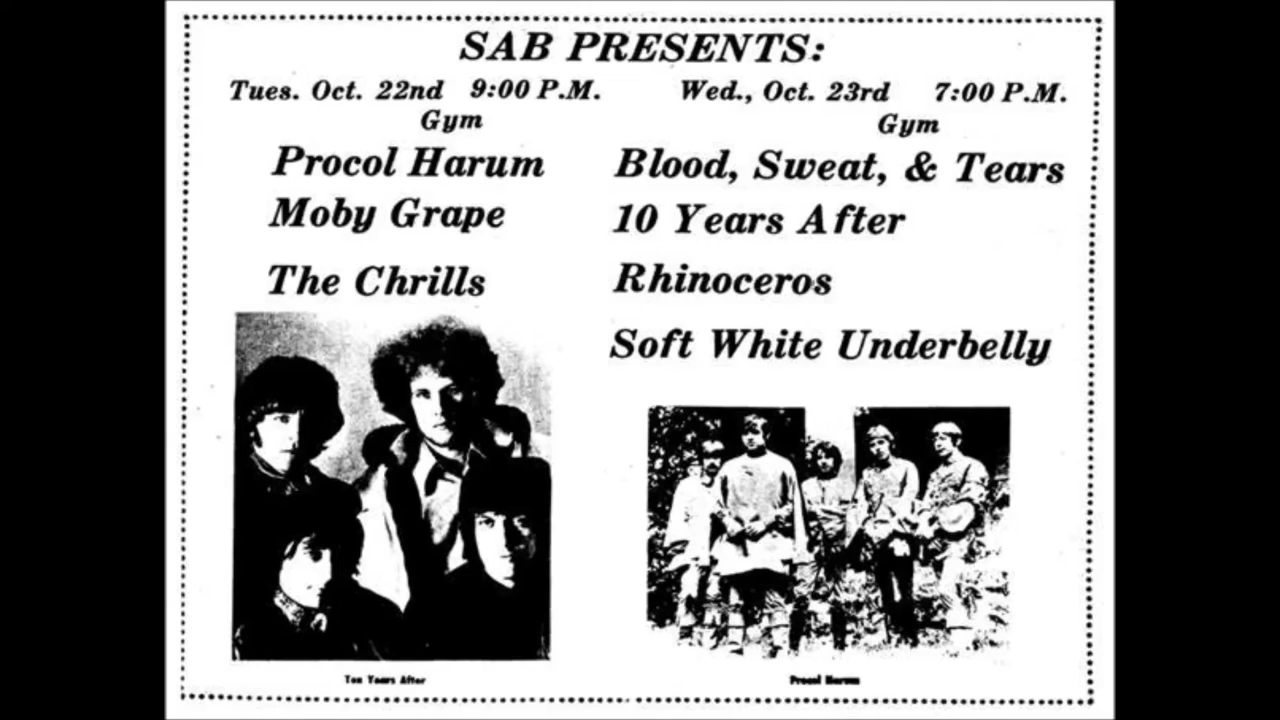 SAB PRESENTS:
Tues. Oct. 22nd 9:00 P.M.
Gym
Procol Harum
Moby Grape
The Chrills
Wed., Oct. 23rd 7:00 P.M.
Gym
Blood, Sweat, & Tears
10 Years After
Rhinoceros
Soft White Underbelly
Ten Years After
Procol Harum